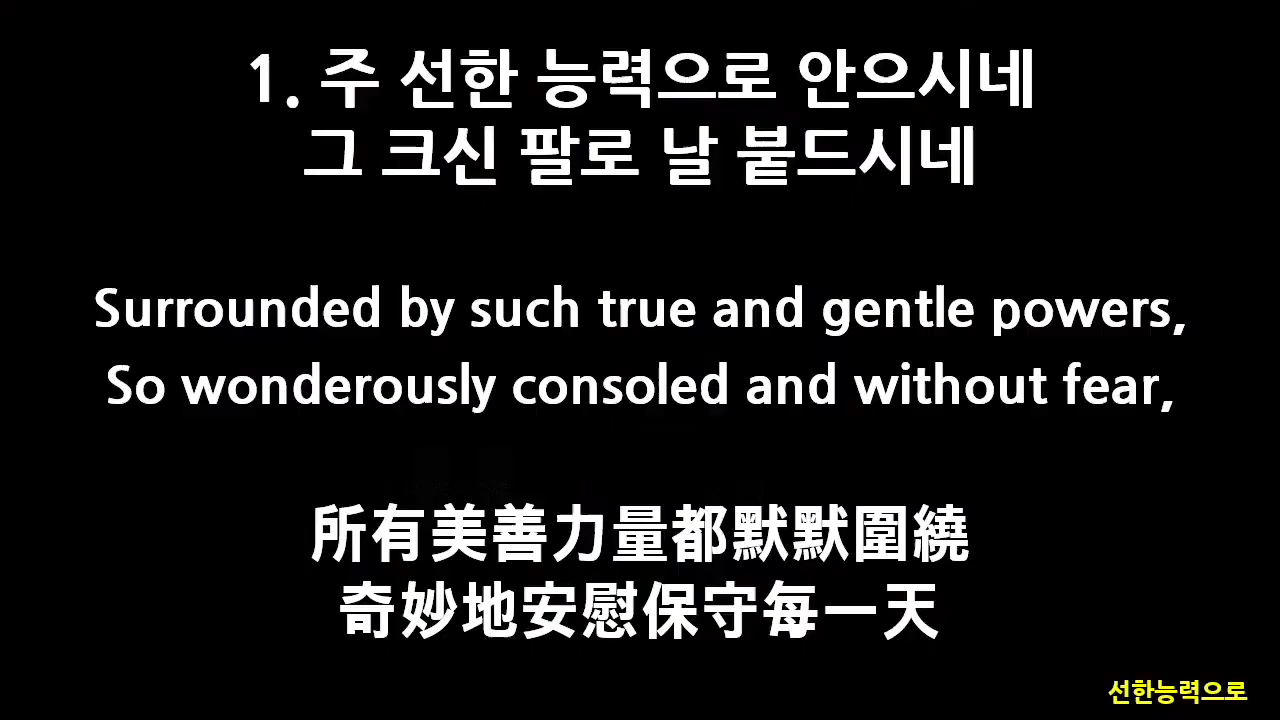 1. 주 선한 능력으로 안으시네
그 크신 팔로 날 붙드시네
Surrounded by such true and gentle powers,
So wonderously consoled and without fear,
所有美善力量都默默圍繞
奇妙地安慰保守每一天
선한능력으로